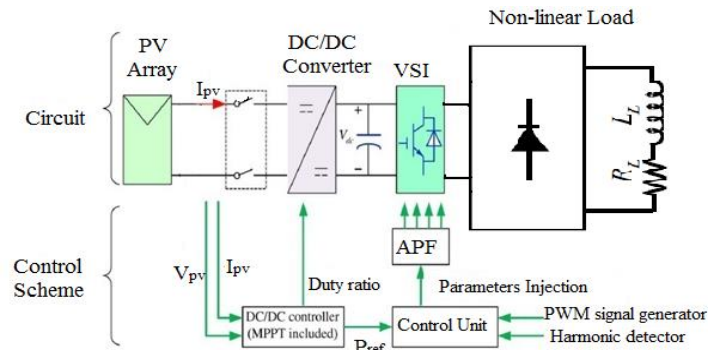 Non-linear Load
PV
Array
DC/DC
Converter
VSI
Ipv
Circuit
+
Vdc
-
LL
RL
APF
Control
Scheme
Vpv
Ipv
Duty ratio
Parameters Injection
DC/DC controller
(MPPT included)
Pref
Control Unit
PWM signal generator
Harmonic detector